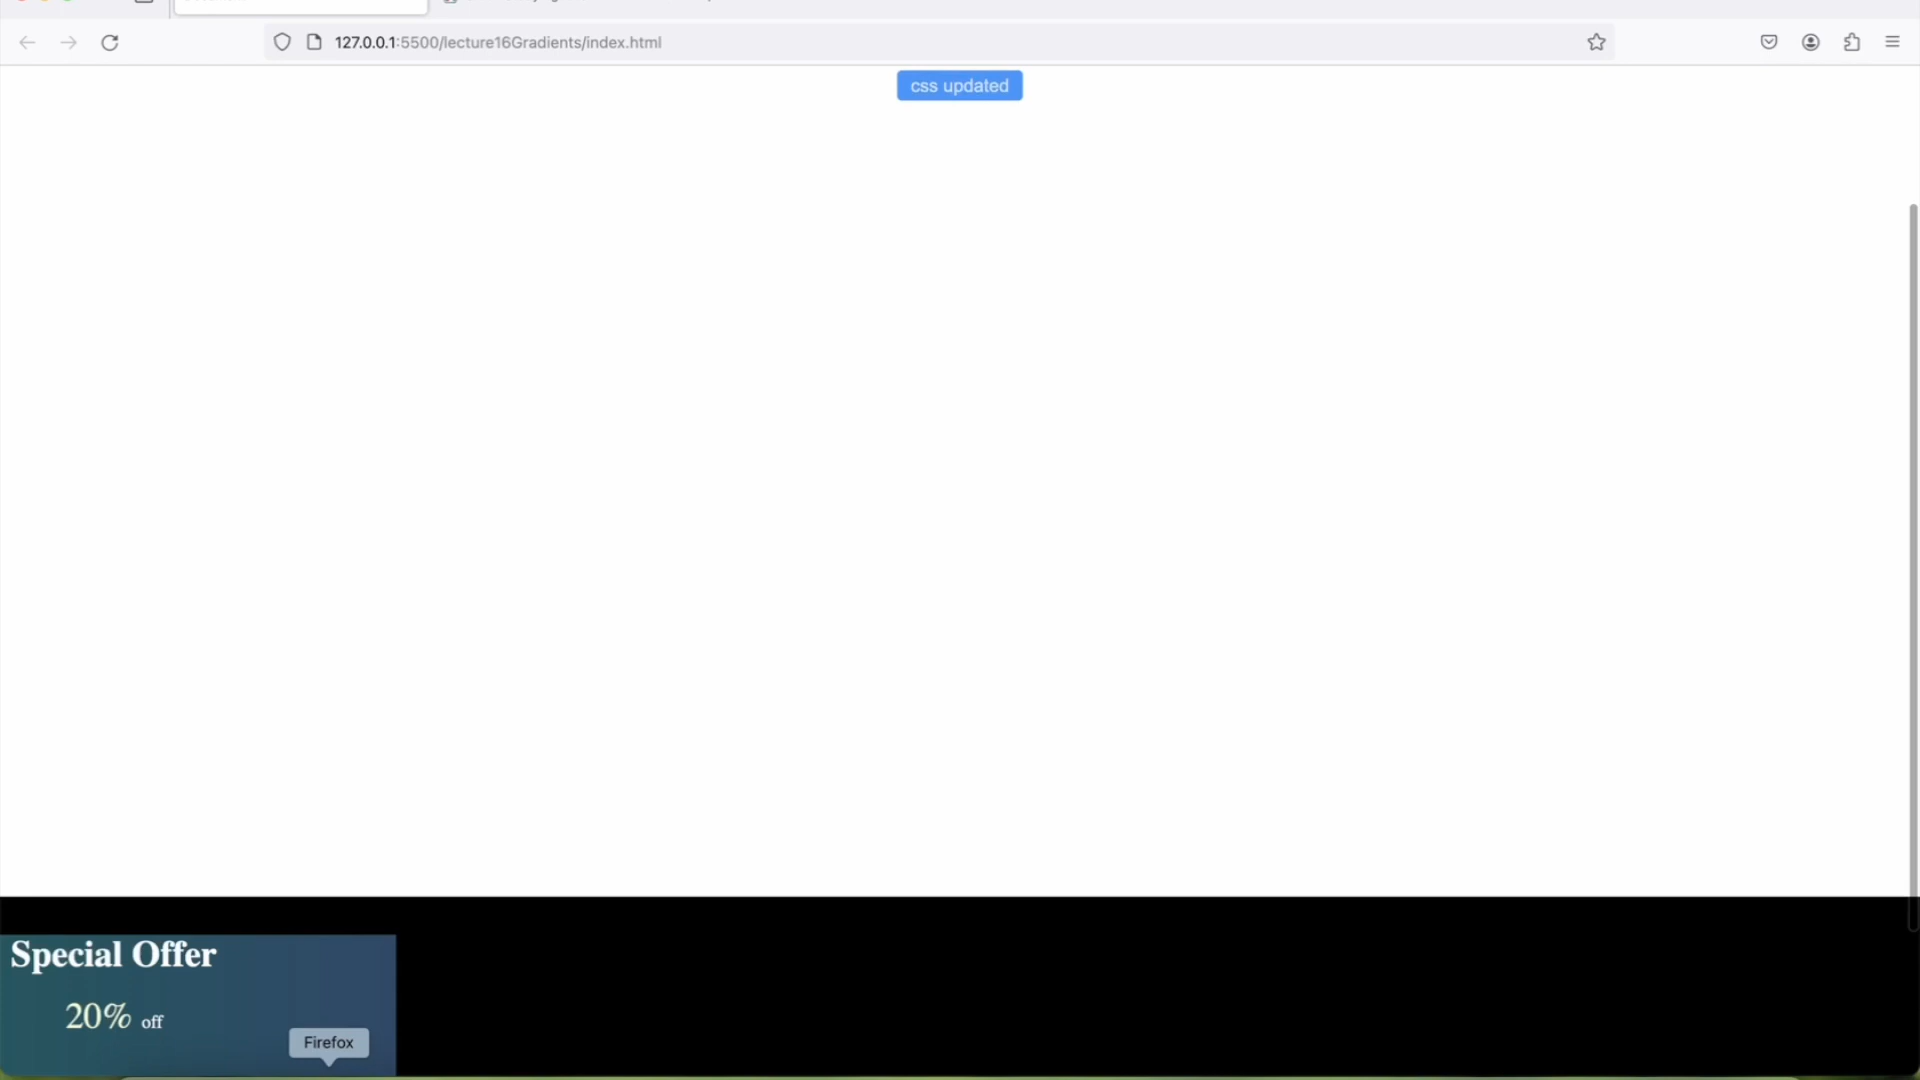 127.0.0.1:5500/lecture16Gradients/index.html
css updated
Special Offer
20% off
Firefox